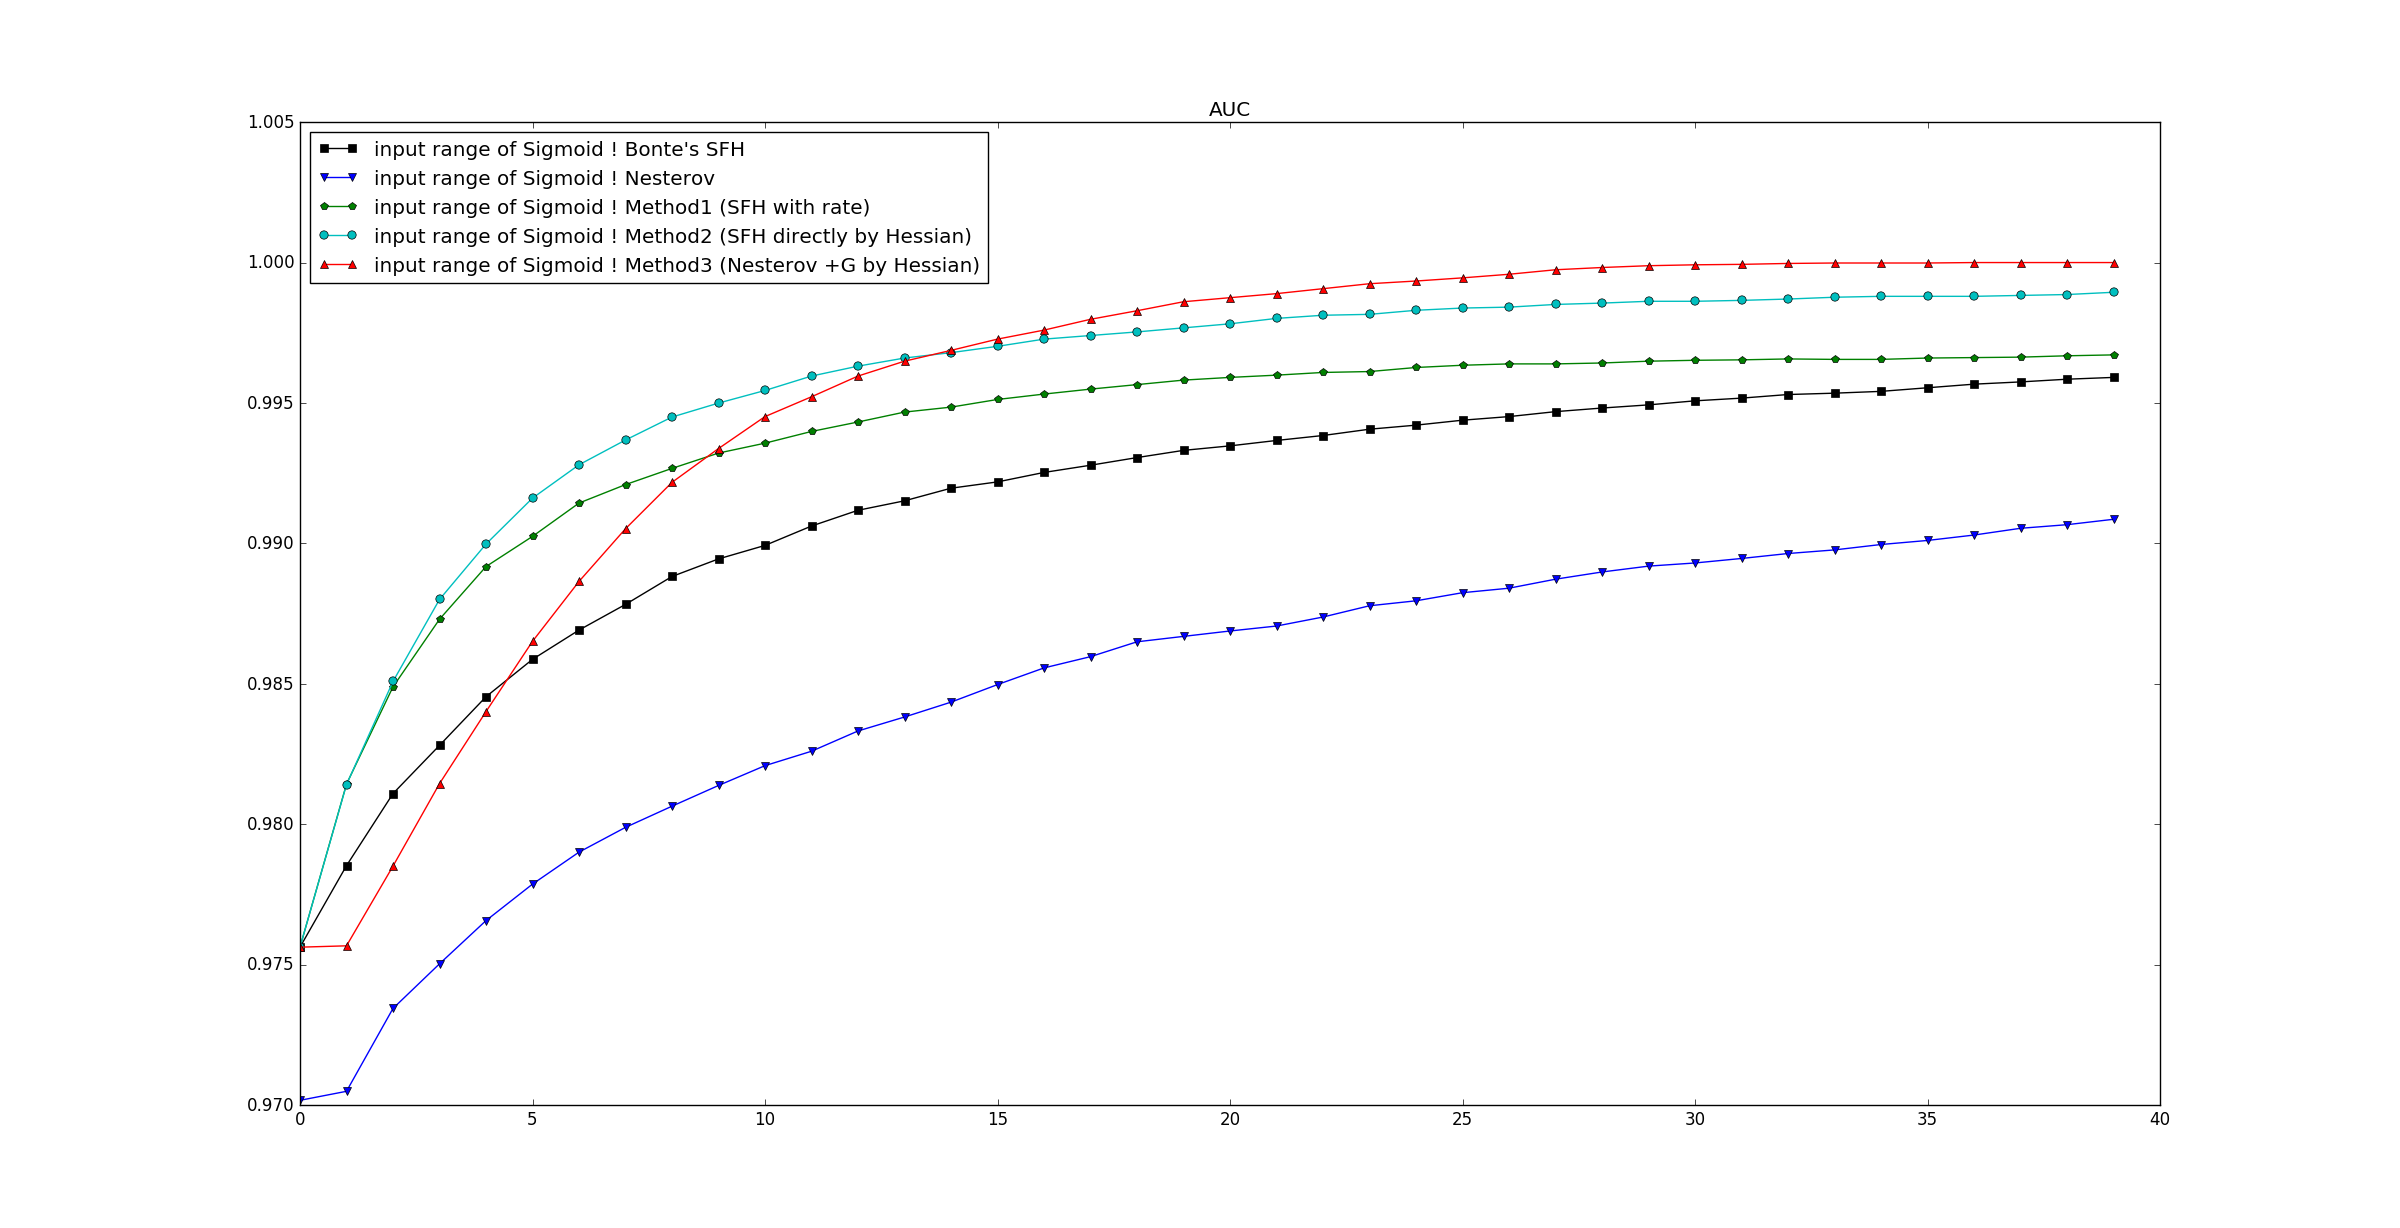 AUC
1.005
1.000
0.995
0.990
0.985
0.980
0.975
0.970
input range of Sigmoid ! Bonte's SFH
input range of Sigmoid ! Nesterov
input range of Sigmoid ! Method1 (SFH with rate)
input range of Sigmoid ! Method2 (SFH directly by Hessian)
input range of Sigmoid ! Method3 (Nesterov +G by Hessian)
0 5 10 15 20 25 30 35 40